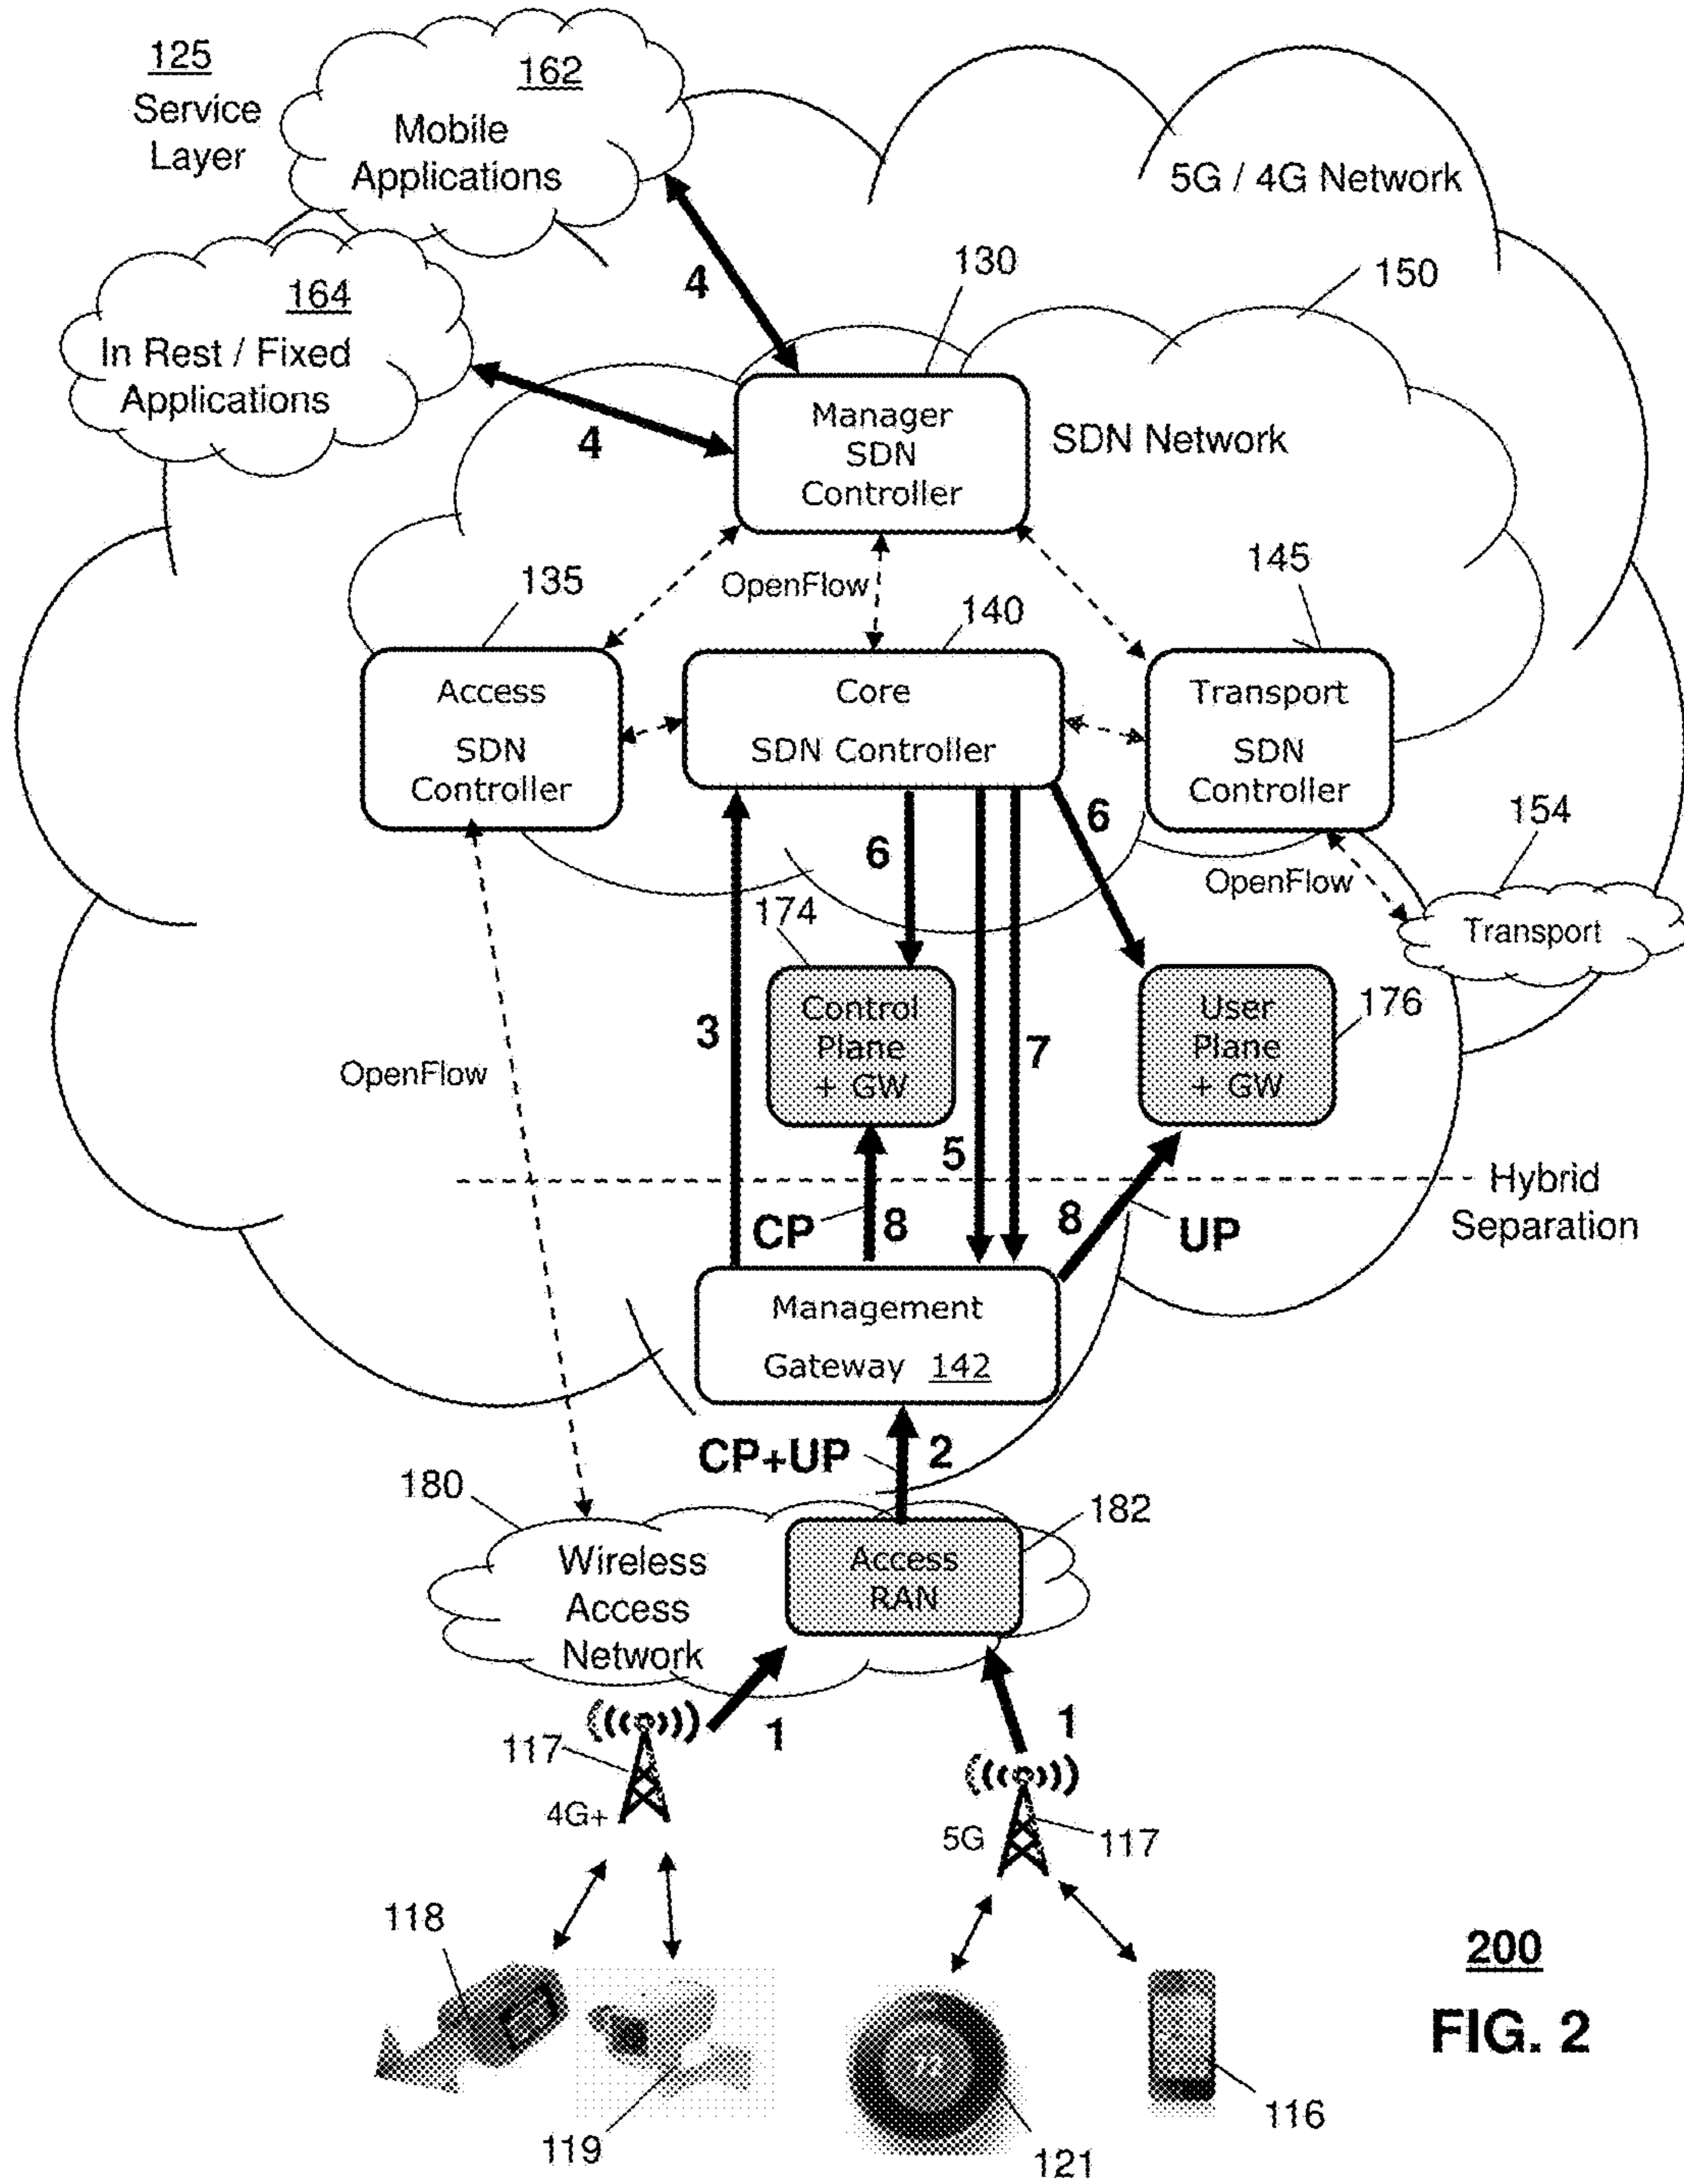 125
Service
Layer
162
Mobile
Applications
5G / 4G Network
164
In Rest / Fixed
Applications
4
130
150
4
Manager
SDN
Controller
SDN Network
135
OpenFlow
140
145
Access
SDN
Controller
Core
SDN Controller
Transport
SDN
Controller
154
6
6
OpenFlow
Transport
174
Control
Plane
+ GW
User
Plane
+ GW
176
3
7
OpenFlow
5
Hybrid
Separation
CP
8
8
UP
Management
Gateway 142
CP+UP
2
180
182
Wireless
Access
Network
Access
RAN
1
1
117
4G+
5G
117
118
119
121
116
200
FIG. 2